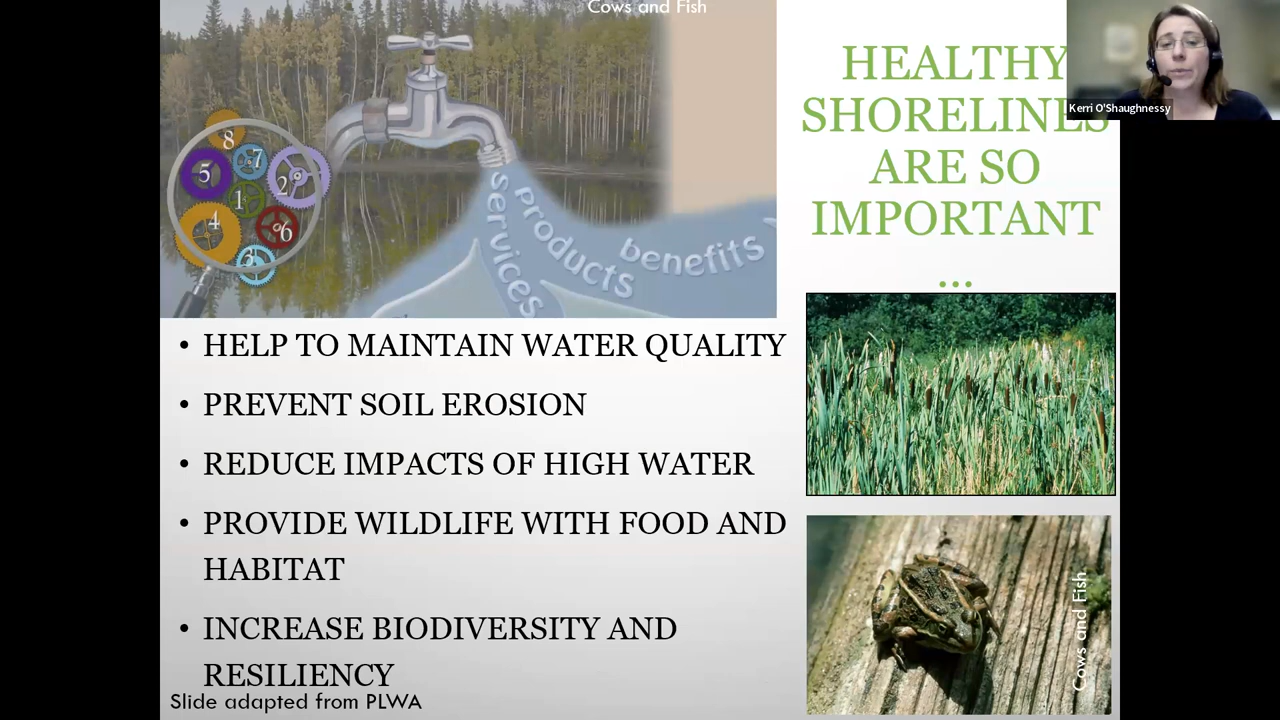 Cows and Fish
8
5
7
2
1
4
6
3
services
products
benefits
HEALTHY
SHORELINES
ARE SO
IMPORTANT
...
Kerri O'Shaughnessy
• HELP TO MAINTAIN WATER QUALITY
• PREVENT SOIL EROSION
• REDUCE IMPACTS OF HIGH WATER
• PROVIDE WILDLIFE WITH FOOD AND
HABITAT
• INCREASE BIODIVERSITY AND
RESILIENCY
Slide adapted from PLWA
Cows and Fish